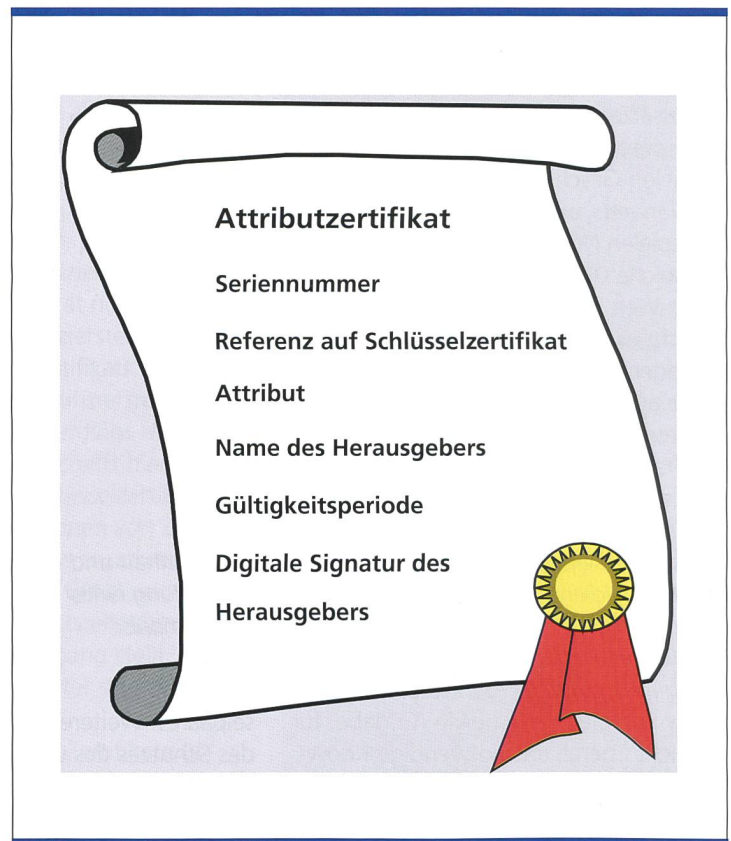 Attributzertifikat
Seriennummer
Referenz auf Schlüsselzertifikat
Attribut
Name des Herausgebers
Gültigkeitsperiode
Digitale Signatur des
Herausgebers